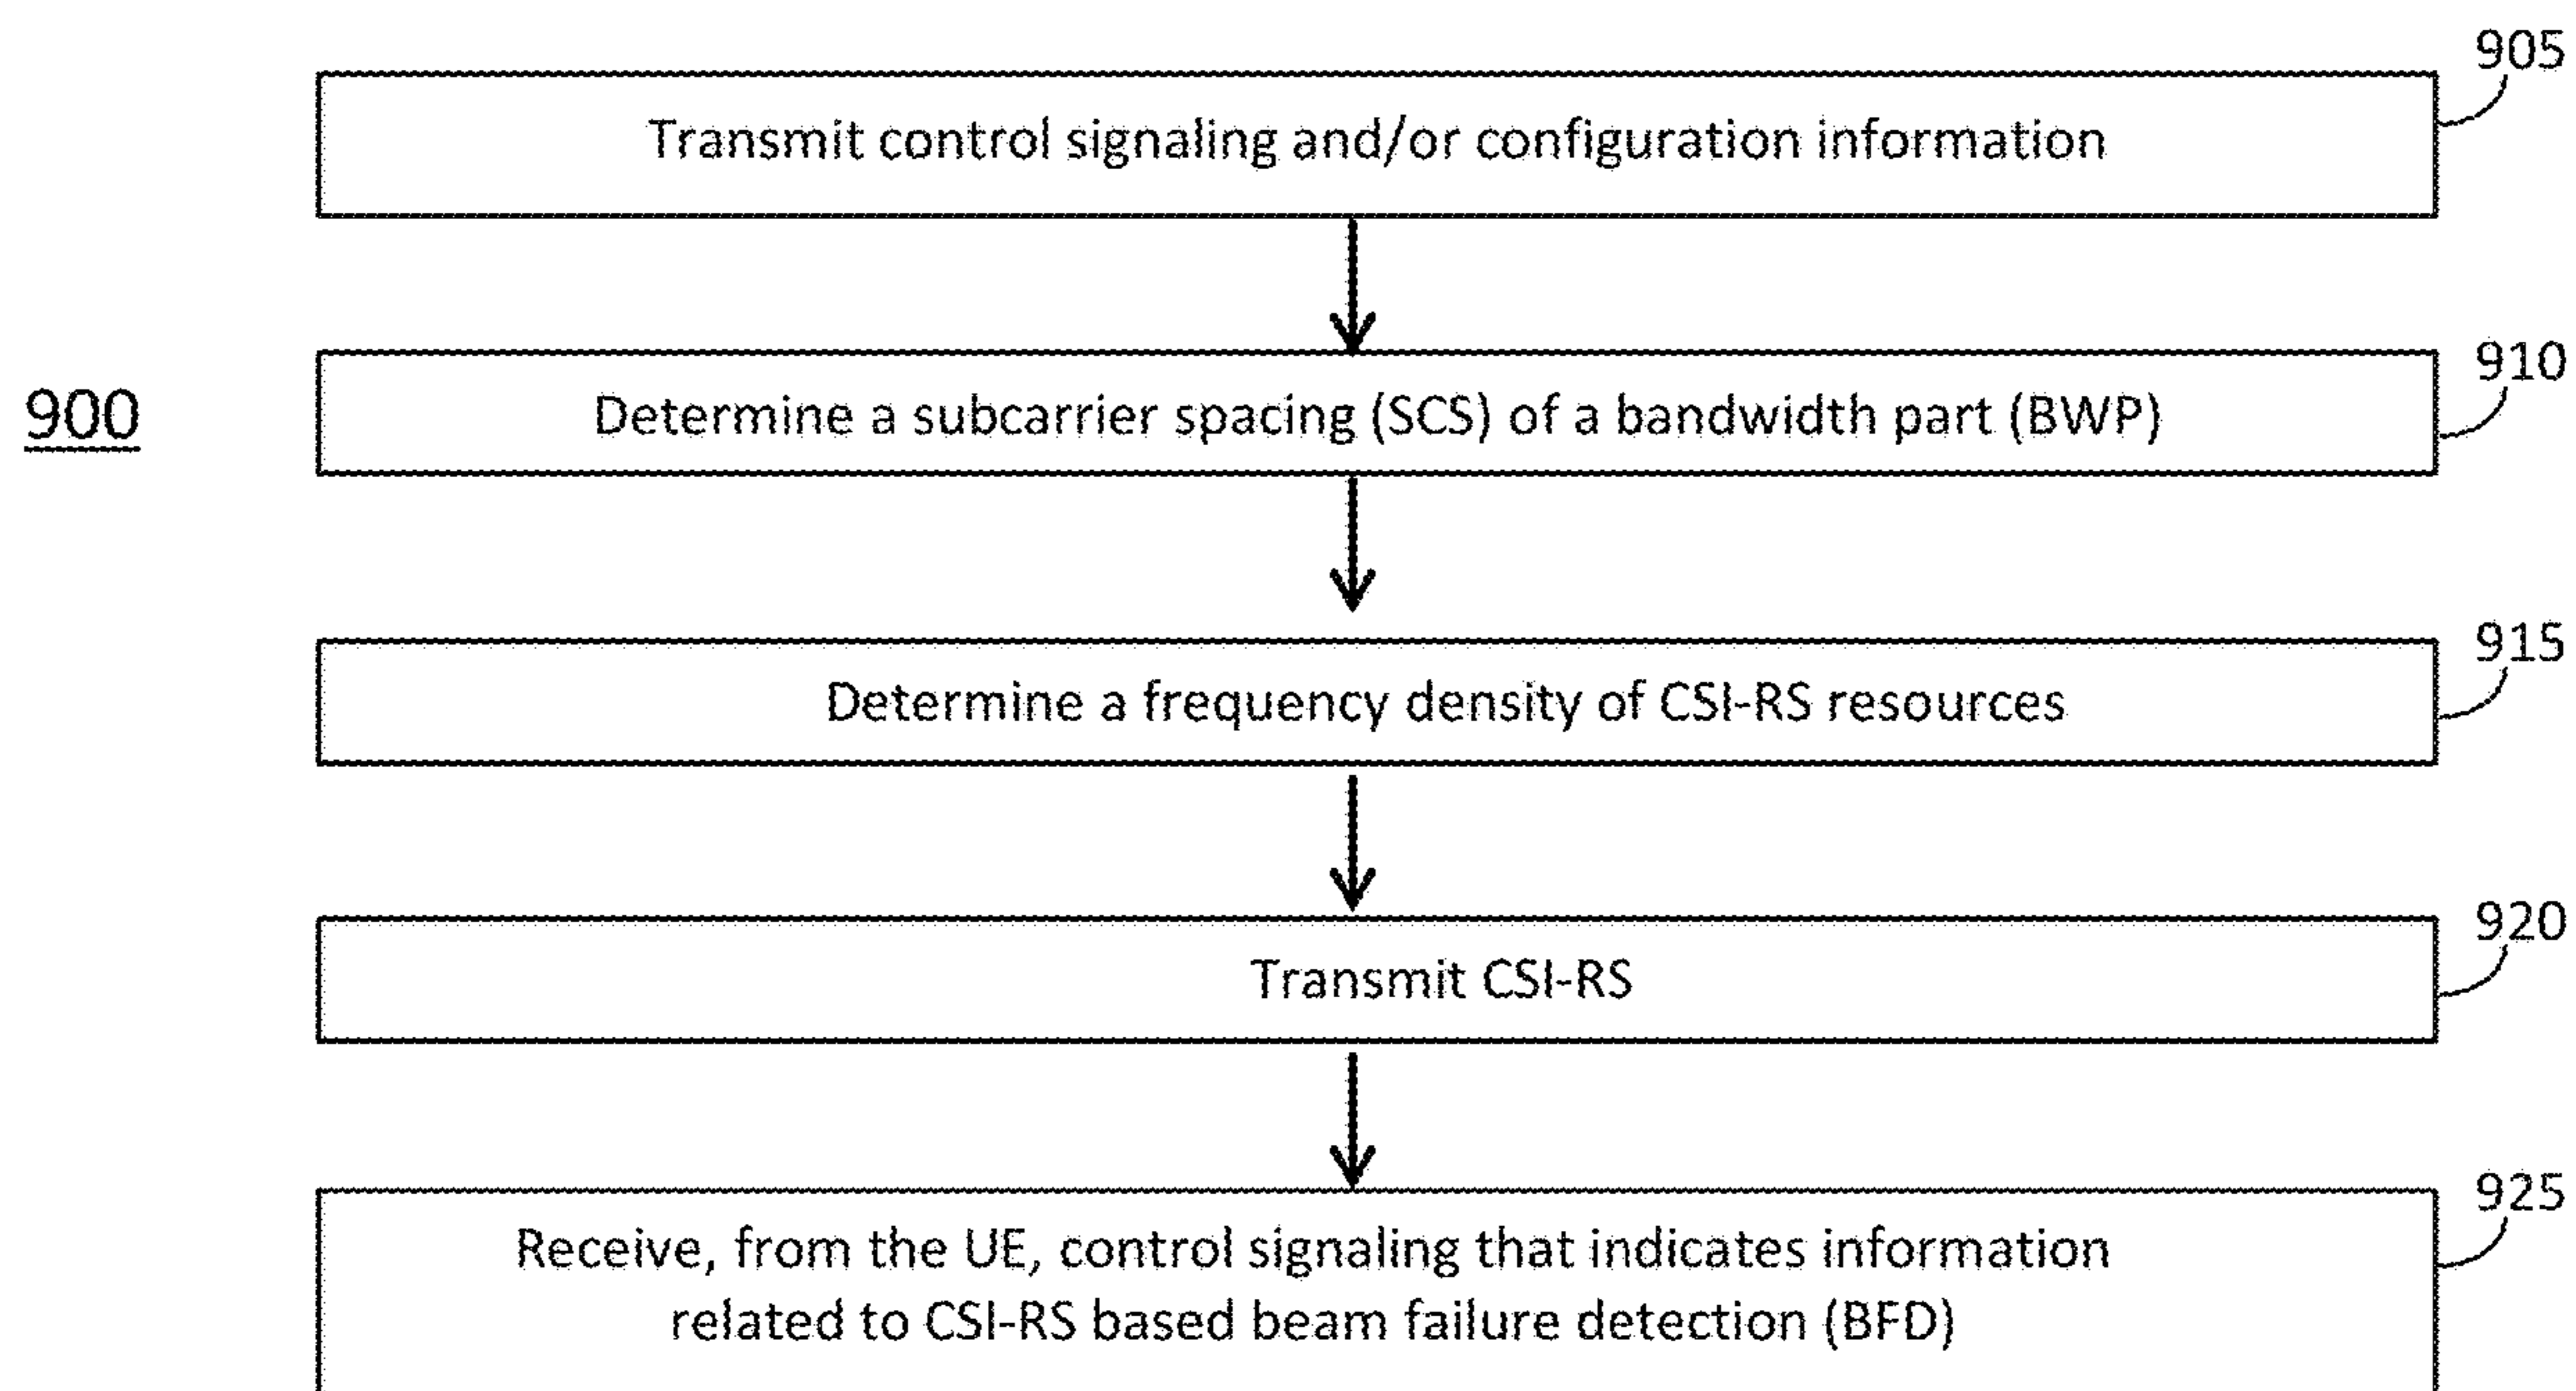 905
Transmit control signaling and/or configuration information
910
900
Determine a subcarrier spacing (SCS) of a bandwidth part (BWP)
915
Determine a frequency density of CSI-RS resources
920
Transmit CSI-RS
925
Receive, from the UE, control signaling that indicates information
related to CSI-RS based beam failure detection (BFD)